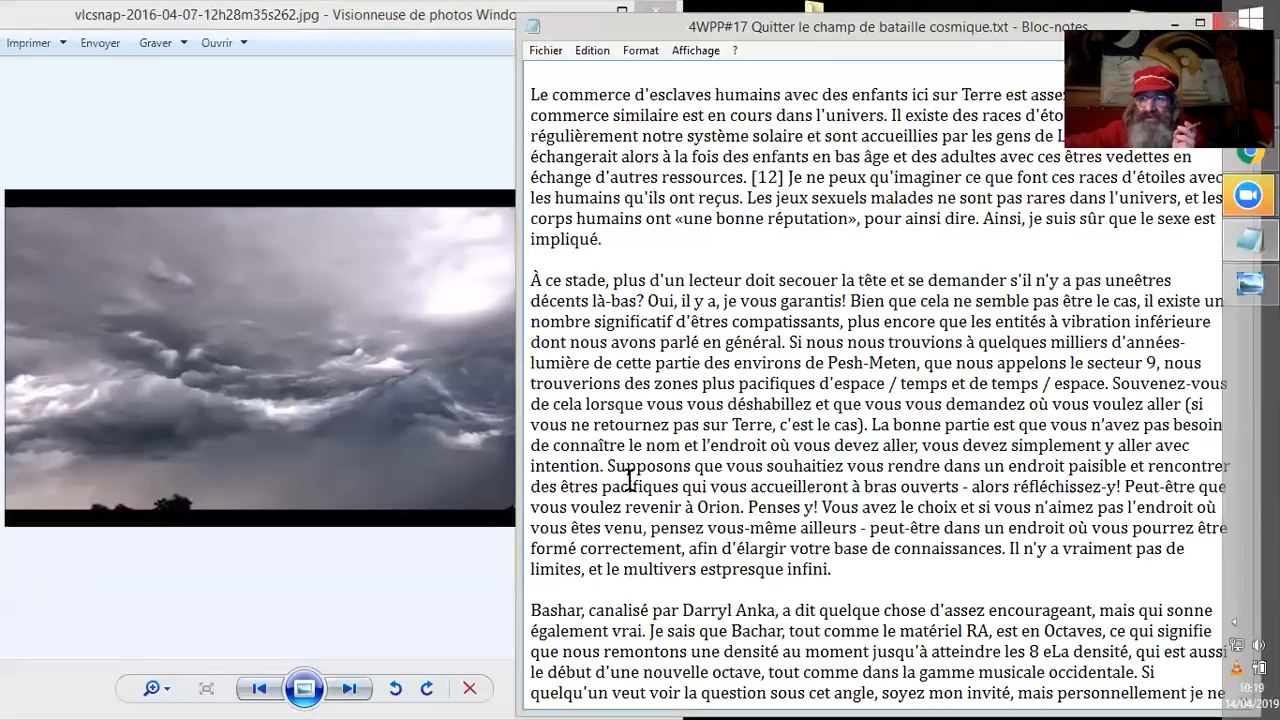 vlcsnap-2016-04-07-12h28m35s262.jpg - Visionneuse de photos Windo
Imprimer Envoyer Graver Ouvrir
4WPP#17 Quitter le champ de bataille cosmique.txt - Bloc-notes
Fichier Edition Format Affichage ?
Le commerce d'esclaves humains avec des enfants ici sur Terre est asse
commerce similaire est en cours dans l'univers. Il existe des races d'éto
régulièrement notre système solaire et sont accueillies par les gens de L
échangerait alors à la fois des enfants en bas âge et des adultes avec ces êtres vedettes en
échange d'autres ressources. [12] Je ne peux qu'imaginer ce que font ces races d'étoiles avec
les humains qu'ils ont reçus. Les jeux sexuels malades ne sont pas rares dans l'univers, et les
corps humains ont «une bonne réputation», pour ainsi dire. Ainsi, je suis sûr que le sexe est
impliqué.
À ce stade, plus d'un lecteur doit secouer la tête et se demander s'il n'y a pas uneêtres
décents là-bas? Oui, il y a, je vous garantis! Bien que cela ne semble pas être le cas, il existe un
nombre significatif d'êtres compatissants, plus encore que les entités à vibration inférieure
dont nous avons parlé en général. Si nous nous trouvions à quelques milliers d'années-
lumière de cette partie des environs de Pesh-Meten, que nous appelons le secteur 9, nous
trouverions des zones plus pacifiques d'espace / temps et de temps / espace. Souvenez-vous
de cela lorsque vous vous déshabillez et que vous vous demandez où vous voulez aller (si
vous ne retournez pas sur Terre, c'est le cas). La bonne partie est que vous n’avez pas besoin
de connaître le nom et l’endroit où vous devez aller, vous devez simplement y aller avec
intention. Supposons que vous souhaitiez vous rendre dans un endroit paisible et rencontrer
des êtres pacifiques qui vous accueilleront à bras ouverts - alors réfléchissez-y! Peut-être que
vous voulez revenir à Orion. Penses y! Vous avez le choix et si vous n'aimez pas l'endroit où
vous êtes venu, pensez vous-même ailleurs - peut-être dans un endroit où vous pourrez être
formé correctement, afin d'élargir votre base de connaissances. Il n'y a vraiment pas de
limites, et le multivers estpresque infini.
Bashar, canalisé par Darryl Anka, a dit quelque chose d'assez encourageant, mais qui sonne
également vrai. Je sais que Bachar, tout comme le matériel RA, est en Octaves, ce qui signifie
que nous remontons une densité au moment jusqu'à atteindre les 8 eLa densité, qui est aussi
le début d'une nouvelle octave, tout comme dans la gamme musicale occidentale. Si
quelqu'un veut voir la question sous cet angle, soyez mon invité, mais personnellement je ne
10:19
14/04/2019